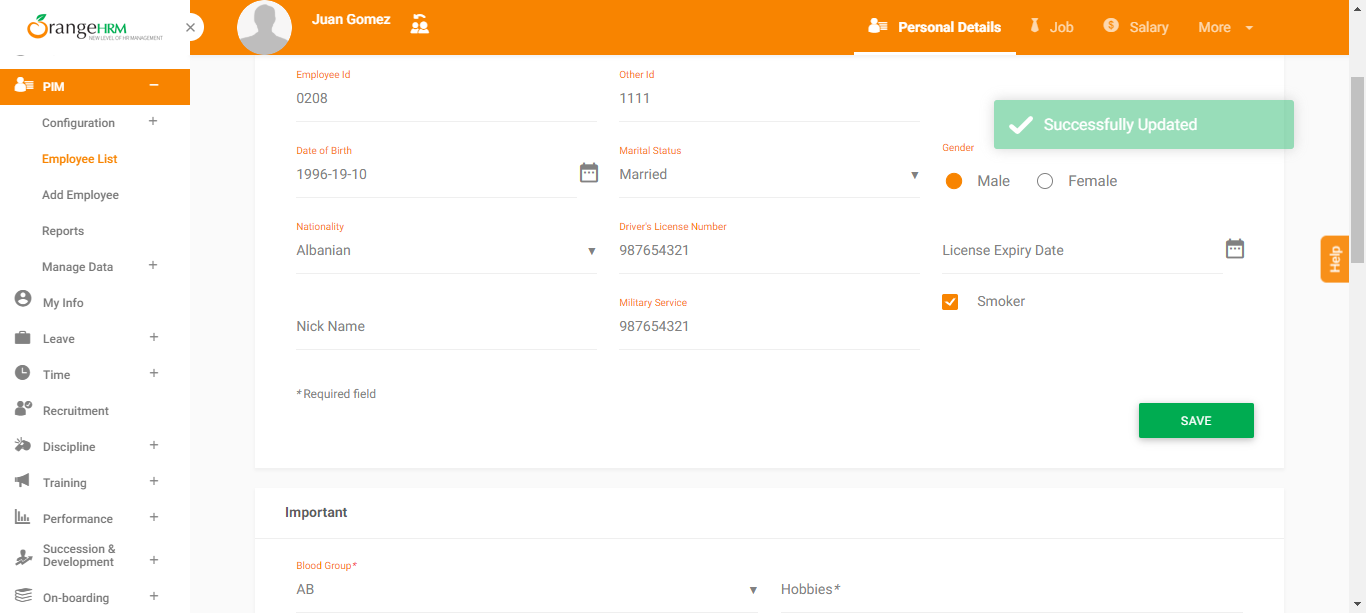 OrangeHRM
NEW LEVEL OF HR MANAGEMENT
Juan Gomez
Personal Details
Job
Salary
More
PIM
Configuration
Employee List
Add Employee
Reports
Manage Data
My Info
Leave
Time
Recruitment
Discipline
Training
Performance
Succession &
Development
On-boarding
Employee Id
0208
Other Id
1111
Successfully Updated
Date of Birth
1996-19-10
Marital Status
Married
Gender
Male
Female
Nationality
Albanian
Driver's License Number
987654321
License Expiry Date
Nick Name
Military Service
987654321
Smoker
* Required field
SAVE
Help
Important
Blood Group*
AB
Hobbies*